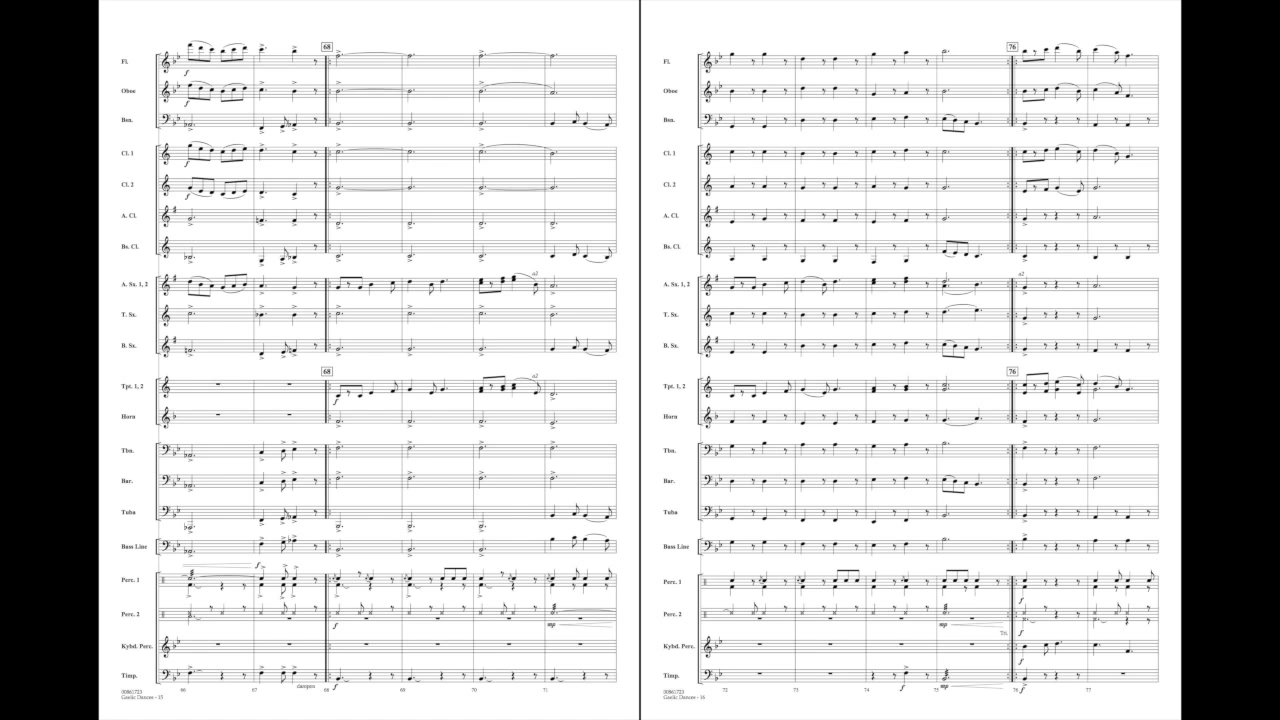 68
Fl.
f
Oboe
f
Bsn.
Cl. 1
f
Cl. 2
f
A. Cl.
Bs. Cl.
A. Sx. 1, 2
a2
T. Sx.
B. Sx.
68
Tpt. 1, 2
f
a2
Horn
Tbn.
Bar.
Tuba
Bass Line
f
Perc. 1
Perc. 2
f
mp
Kybd. Perc.
Timp.
f
66 67 dampen 68 69 70 71
00861723
Gaelic Dances - 15
76
Fl.
Oboe
Bsn.
Cl. 1
Cl. 2
A. Cl.
Bs. Cl.
A. Sx. 1, 2
a2
T. Sx.
B. Sx.
76
Tpt. 1, 2
Horn
Tbn.
Bar.
Tuba
Bass Line
Perc. 1
f
Perc. 2
mp
f
Tri.
Kybd. Perc.
f
Timp.
f
mp
72 73 74 75 76 77
00861723
Gaelic Dances - 16